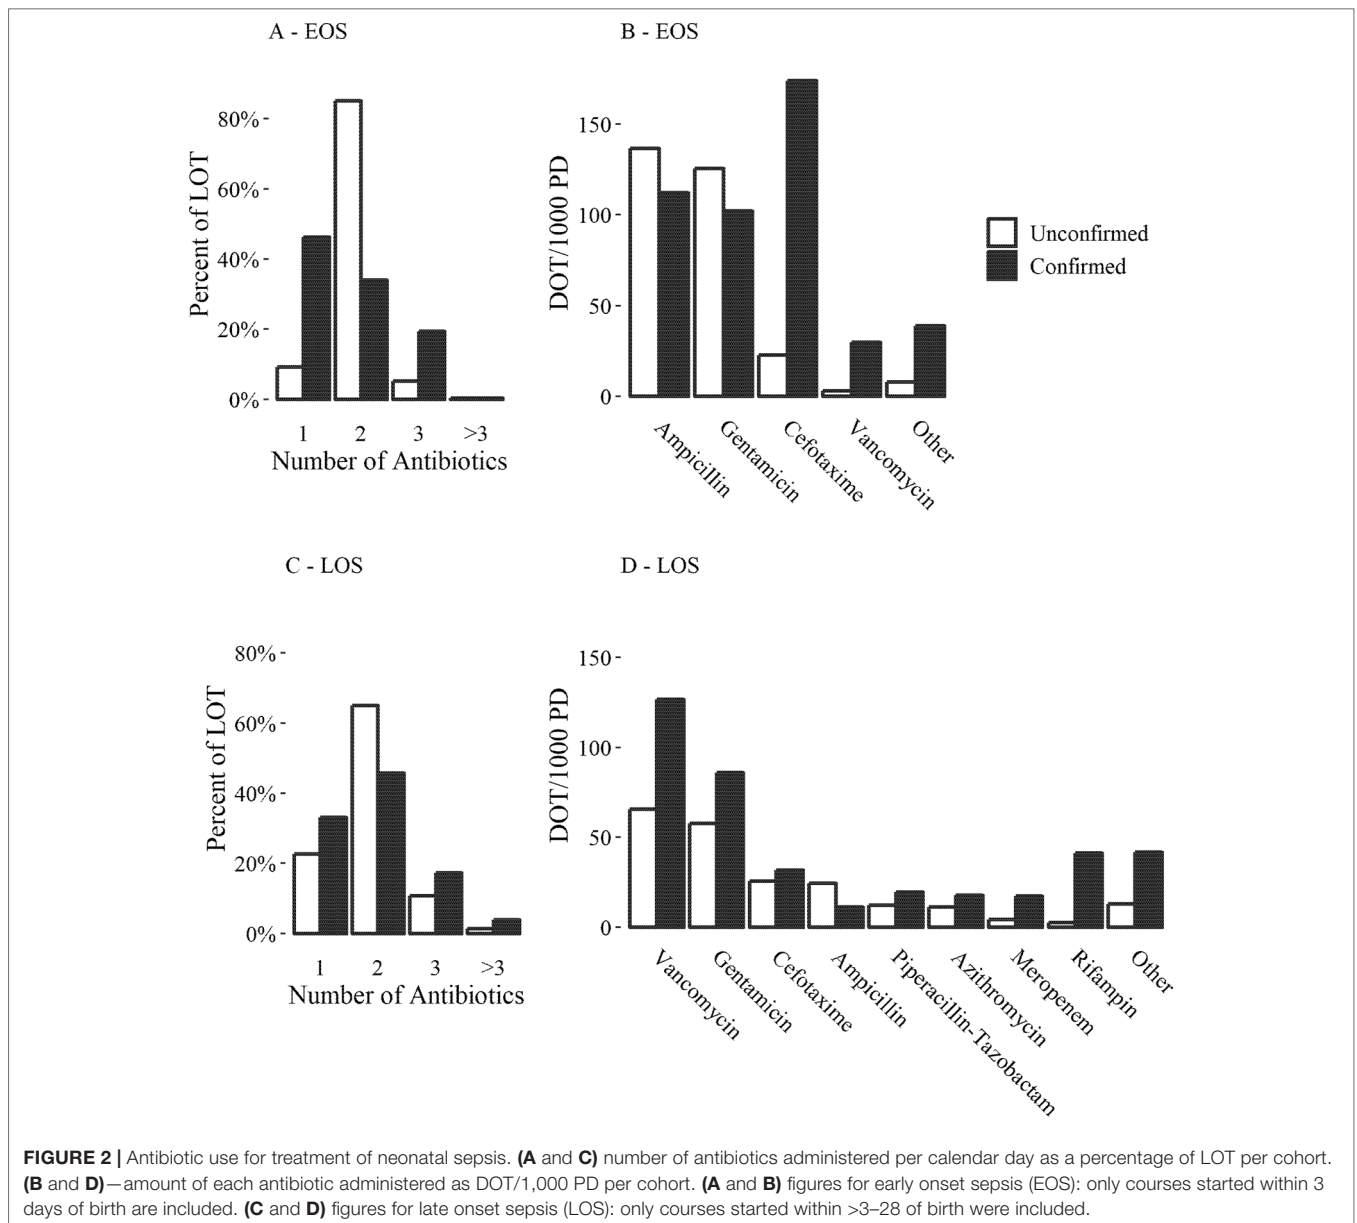 A - EOS
B - EOS
80%
60%
40%
20%
0%
Percent of LOT
1 2 3 >3
Number of Antibiotics
150
100
50
0
DOT/1000 PD
Ampicillin
Gentamicin
Cefotaxime
Vancomycin
Other
Unconfirmed
Confirmed
C - LOS
D - LOS
80%
60%
40%
20%
0%
Percent of LOT
1 2 3 >3
Number of Antibiotics
150
100
50
0
DOT/1000 PD
Vancomycin
Gentamicin
Cefotaxime
Ampicillin
Piperacillin-Tazobactam
Azithromycin
Meropenem
Rifampin
Other
FIGURE 2 | Antibiotic use for treatment of neonatal sepsis. (A and C) number of antibiotics administered per calendar day as a percentage of LOT per cohort.
(B and D)—amount of each antibiotic administered as DOT/1,000 PD per cohort. (A and B) figures for early onset sepsis (EOS): only courses started within 3
days of birth are included. (C and D) figures for late onset sepsis (LOS): only courses started within >3–28 of birth were included.